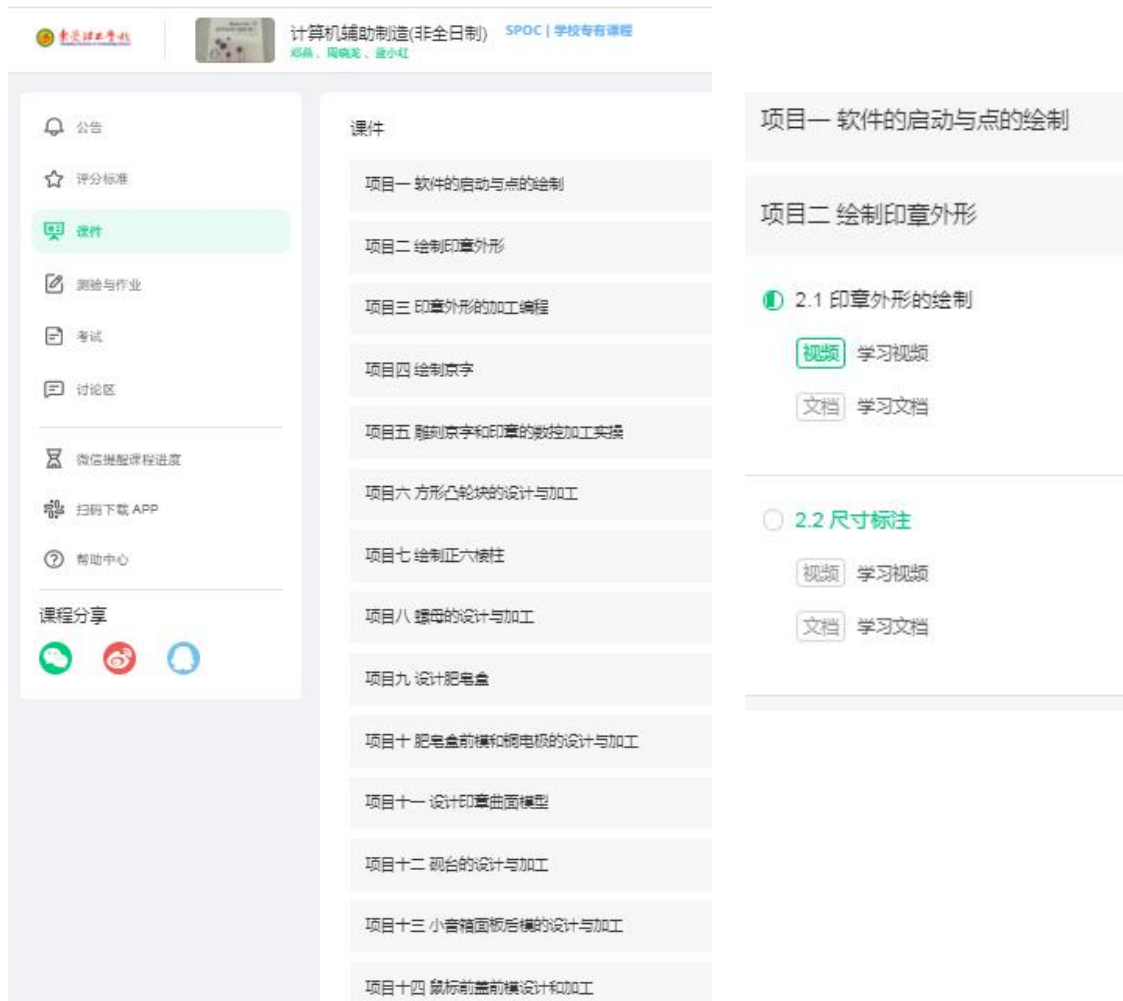 计算机辅助制造(非全日制) SPOC | 学校专有课程
公告
评分标准
课件
测验与作业
考试
讨论区
微信提醒课程进度
扫码下载 APP
帮助中心
课程分享
课件
项目一 软件的启动与点的绘制
项目二 绘制印章外形
项目三 印章外形的加工编程
项目四 绘制京字
项目五 雕刻京字和印章的数控加工实操
项目六 方形凸轮块的设计与加工
项目七 绘制正六棱柱
项目八 螺母的设计与加工
项目九 设计肥皂盒
项目十 肥皂盒前模和铜电极的设计与加工
项目十一 设计印章曲面模型
项目十二 砚台的设计与加工
项目十三 小音箱面板后模的设计与加工
项目十四 鼠标前盖前模设计和加工
项目一 软件的启动与点的绘制
项目二 绘制印章外形
2.1 印章外形的绘制
视频 学习视频
文档 学习文档
2.2 尺寸标注
视频 学习视频
文档 学习文档